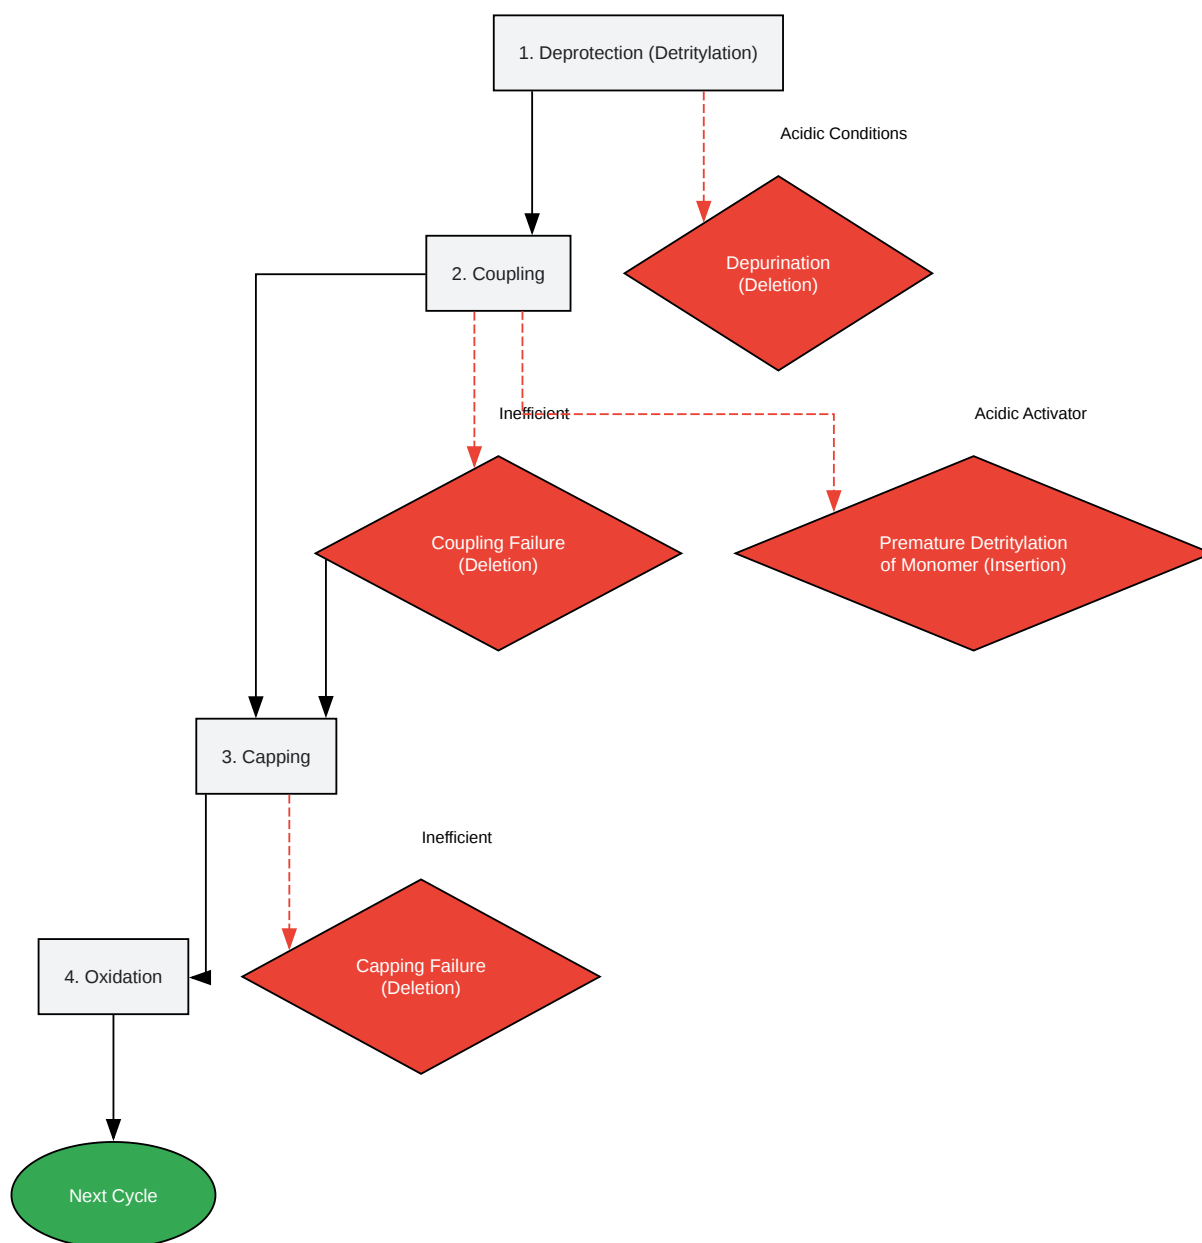 1. Deprotection (Detritylation)
Acidic Conditions
Depurination
(Deletion)
2. Coupling
Inefficient
Acidic Activator
Coupling Failure
(Deletion)
Premature Detritylation
of Monomer (Insertion)
3. Capping
Inefficient
Capping Failure
(Deletion)
4. Oxidation
Next Cycle